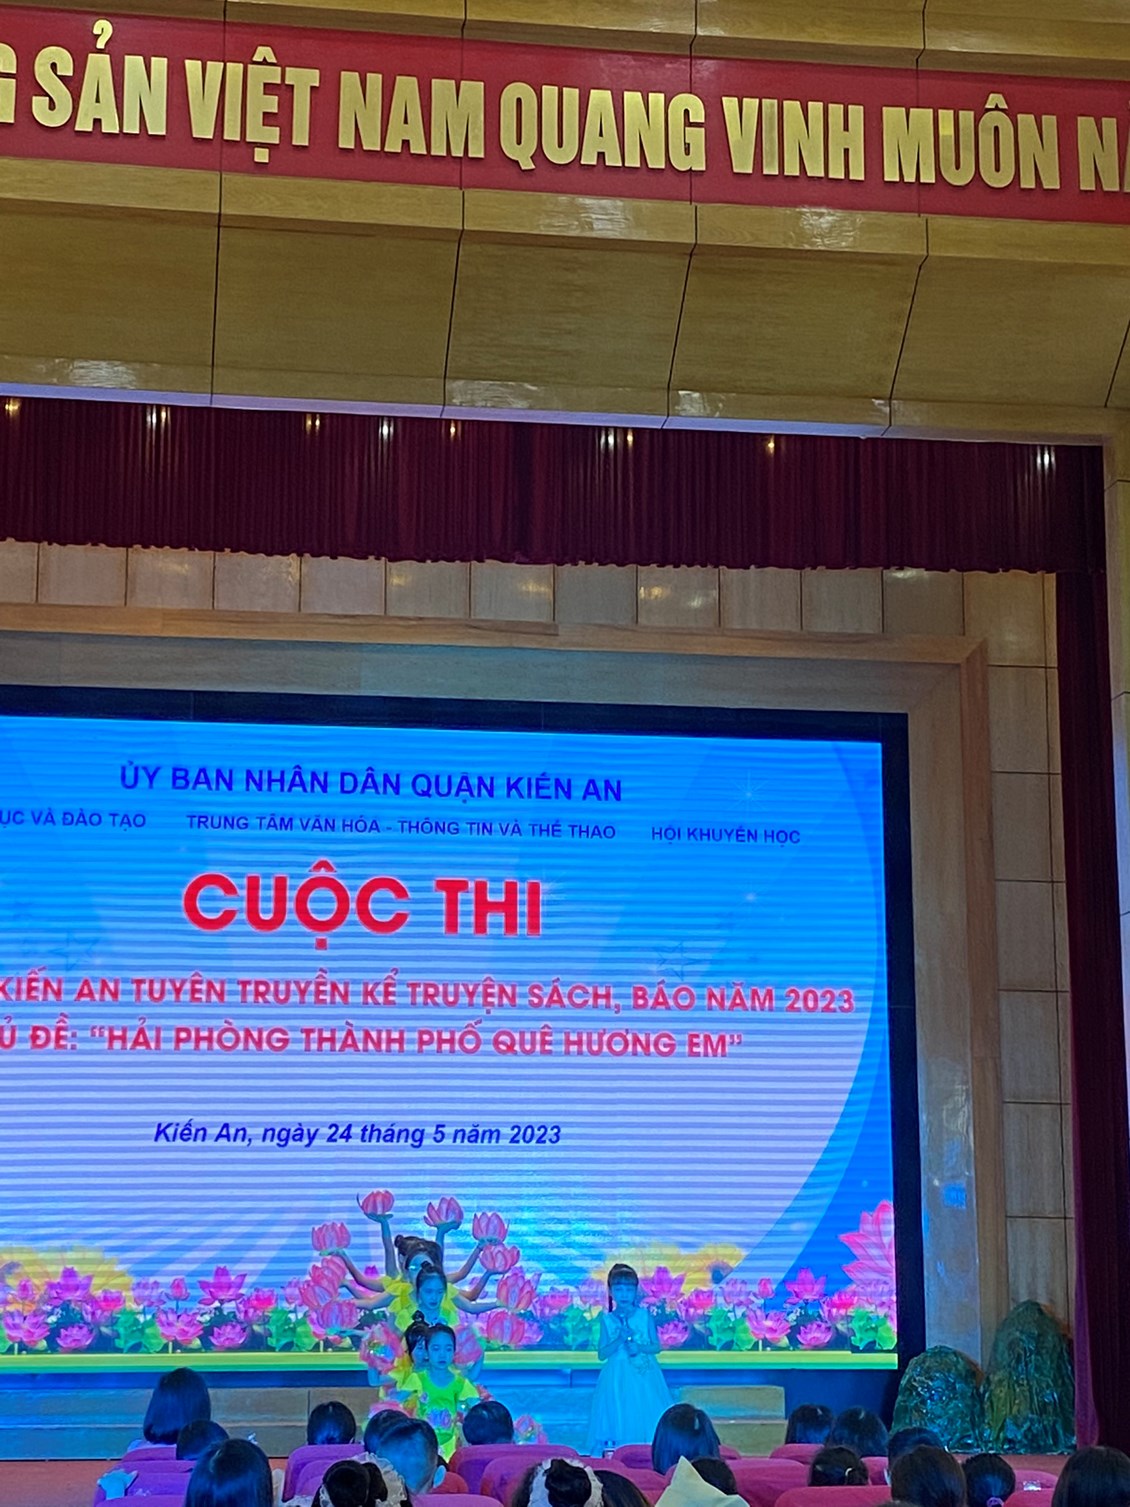 G SẢN VIỆT NAM QUANG VINH MUÔN NĂ
ỦY BAN NHÂN DÂN QUẬN KIẾN AN
ỤC VÀ ĐÀO TẠO TRUNG TÂM VĂN HÓA - THÔNG TIN VÀ THỂ THAO HỘI KHUYẾN HỌC
CUỘC THI
KIẾN AN TUYÊN TRUYỀN KỂ TRUYỆN SÁCH, BÁO NĂM 2023
Ủ ĐỀ: “HẢI PHÒNG THÀNH PHỐ QUÊ HƯƠNG EM”
Kiến An, ngày 24 tháng 5 năm 2023